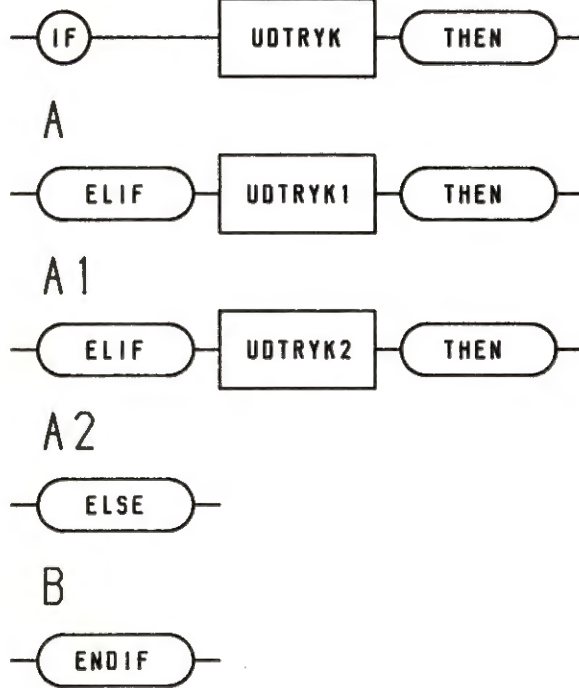 IF UDTRYK THEN
A
ELIF UDTRYK1 THEN
A1
ELIF UDTRYK2 THEN
A2
ELSE
B
ENDIF